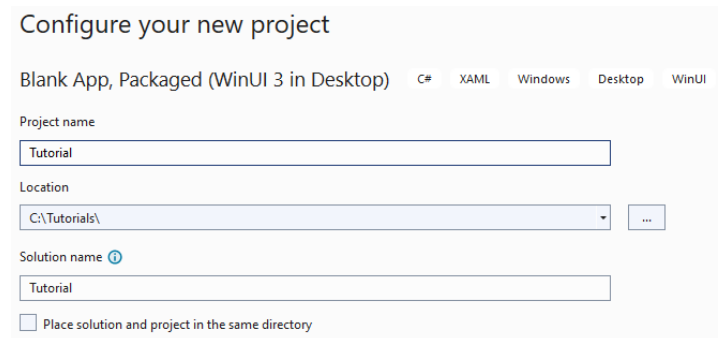 Configure your new project
Blank App, Packaged (WinUI 3 in Desktop) C# XAML Windows Desktop WinUI
Project name
Tutorial
Location
C:\Tutorials\
...
Solution name
Tutorial
Place solution and project in the same directory